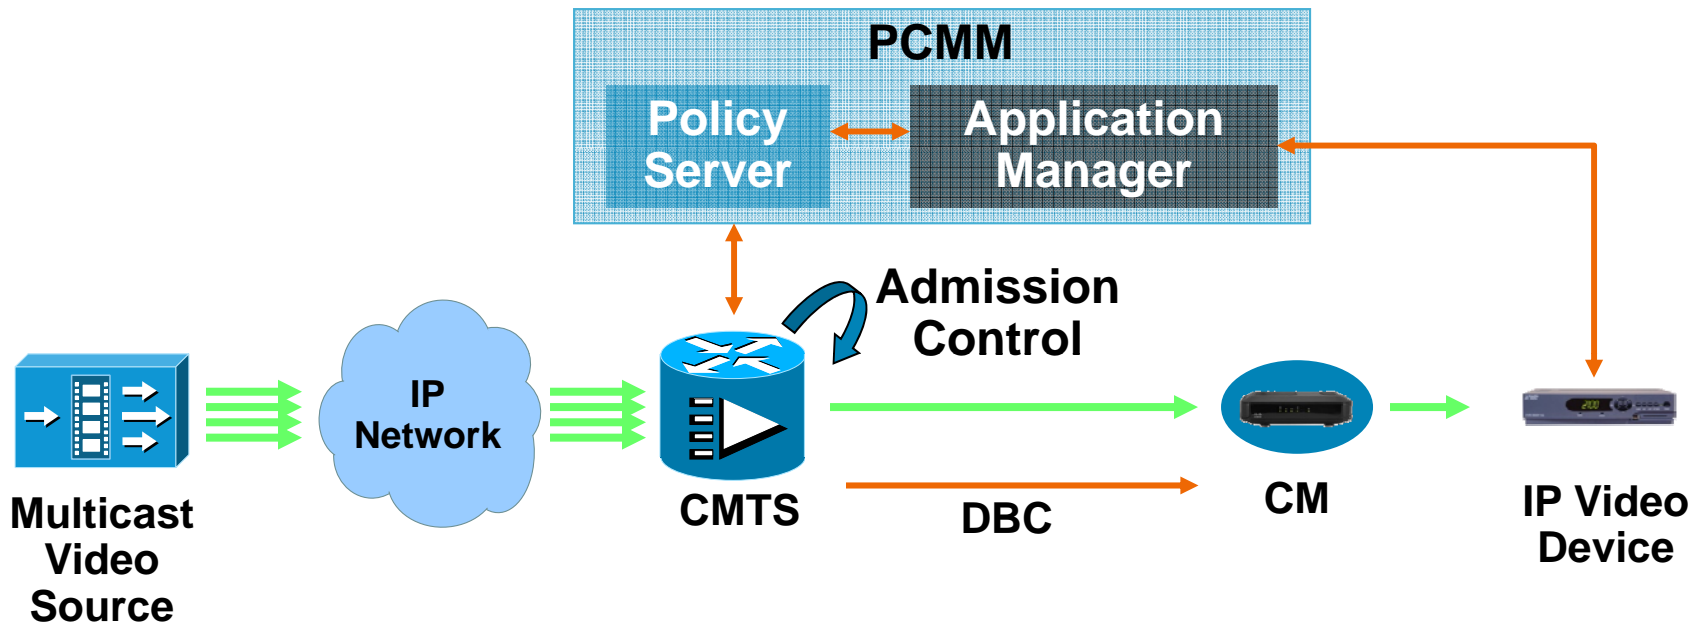 PCMM
Policy
Server
Application
Manager
Admission
Control
IP
Network
CMTS
DBC
CM
Multicast
Video
Source
IP Video
Device